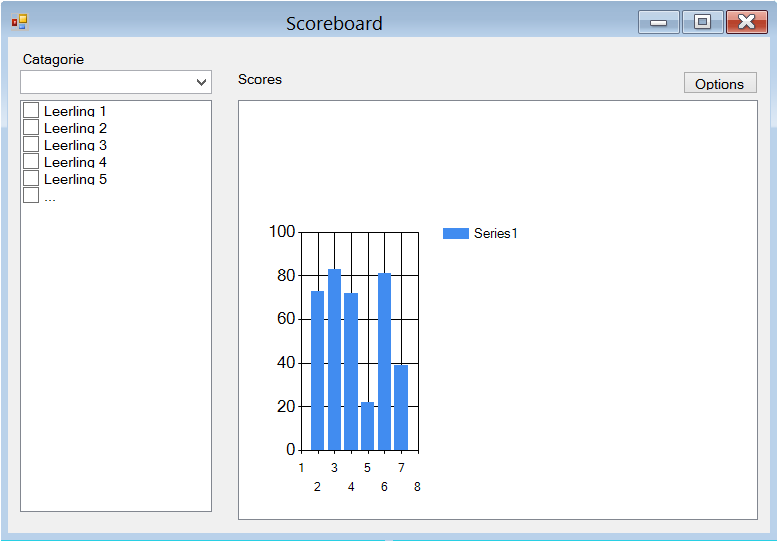 Scoreboard
Catagorie
Scores
Options
Leerling 1
Leerling 2
Leerling 3
Leerling 4
Leerling 5
...
100
80
60
40
20
0
Series1
1 3 5 7
2 4 6 8